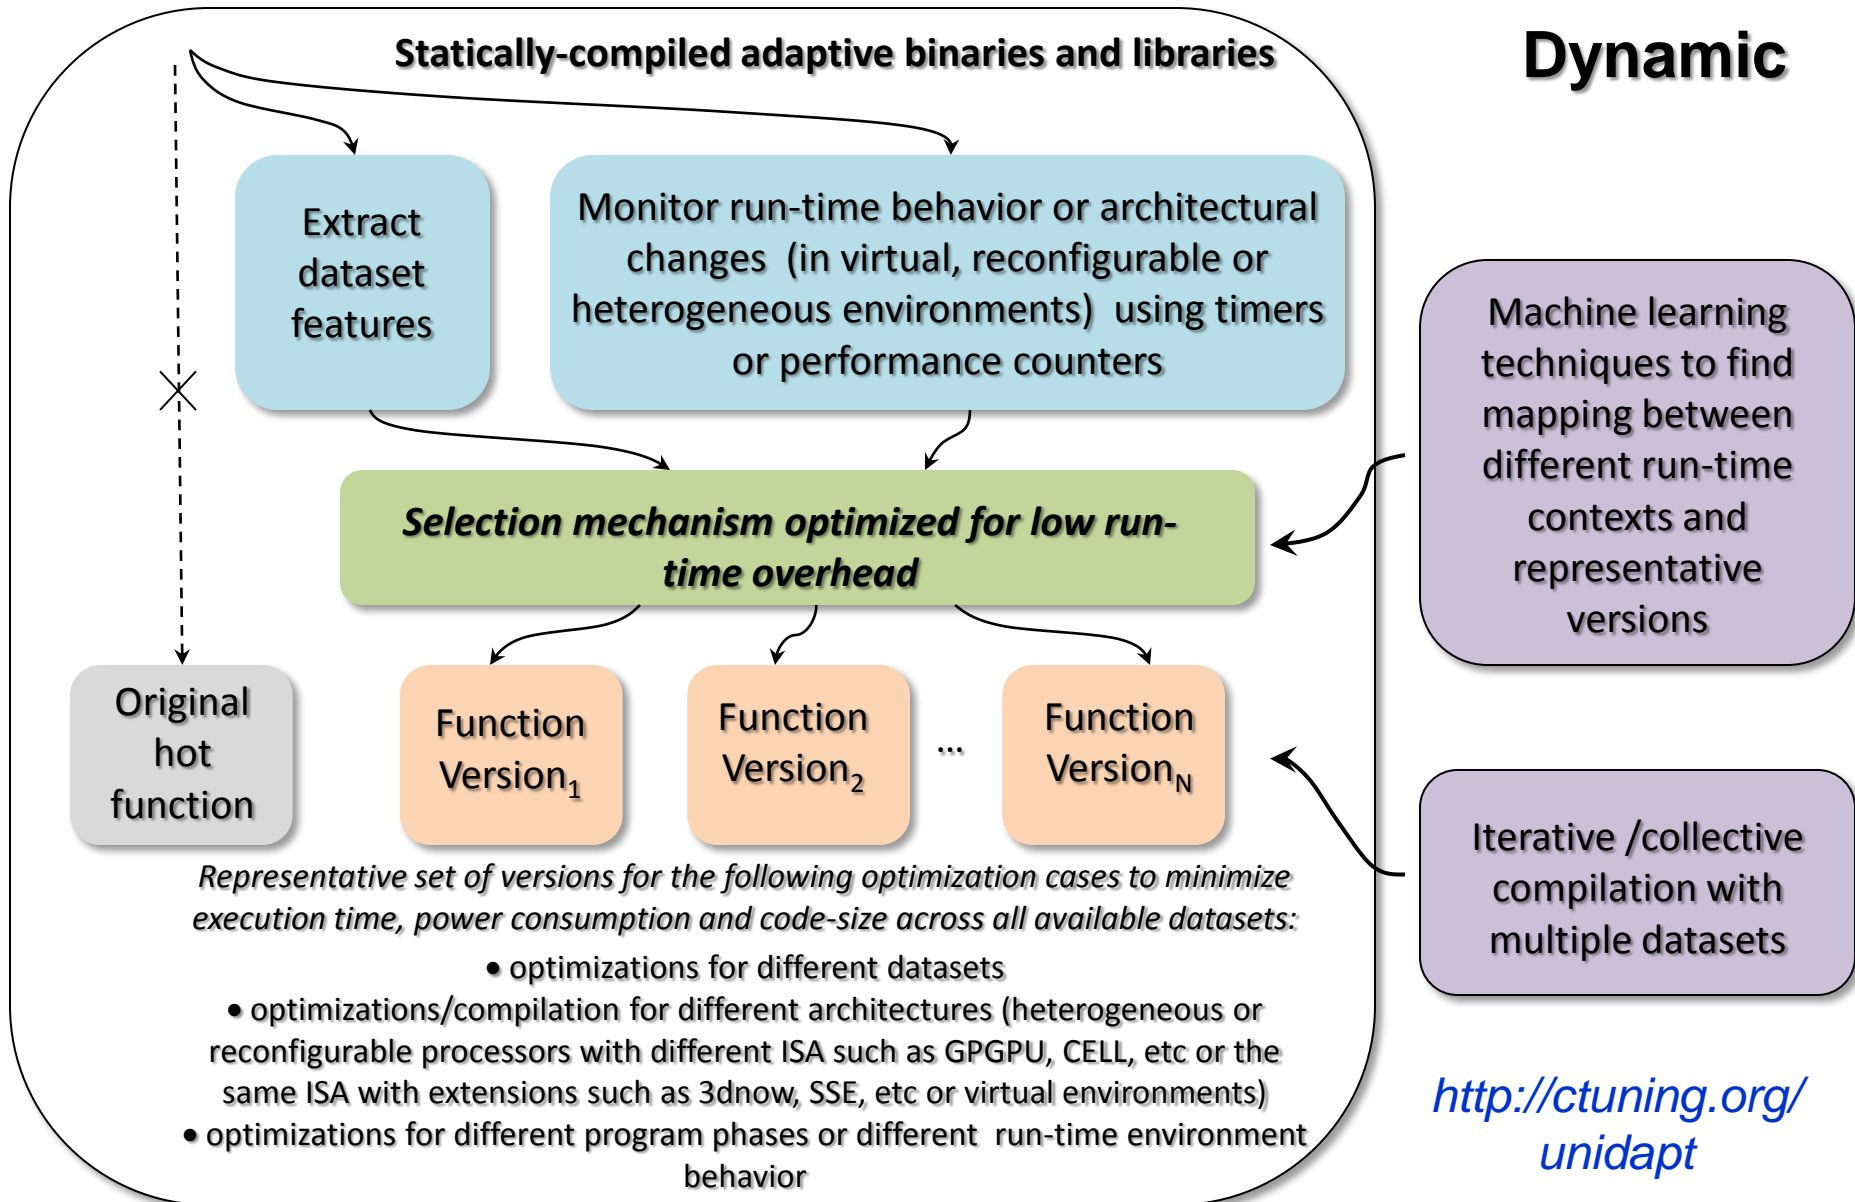 Statically-compiled adaptive binaries and libraries
Dynamic
Extract
dataset
features
Monitor run-time behavior or architectural
changes (in virtual, reconfigurable or
heterogeneous environments) using timers
or performance counters
Machine learning
techniques to find
mapping between
different run-time
contexts and
representative
versions
Selection mechanism optimized for low run-
time overhead
Original
hot
function
Function
Version1
Function
Version2
...
Function
VersionN
Iterative /collective
compilation with
multiple datasets
Representative set of versions for the following optimization cases to minimize
execution time, power consumption and code-size across all available datasets:
• optimizations for different datasets
• optimizations/compilation for different architectures (heterogeneous or
reconfigurable processors with different ISA such as GPGPU, CELL, etc or the
same ISA with extensions such as 3dnow, SSE, etc or virtual environments)
• optimizations for different program phases or different run-time environment
behavior
http://ctuning.org/
unidapt